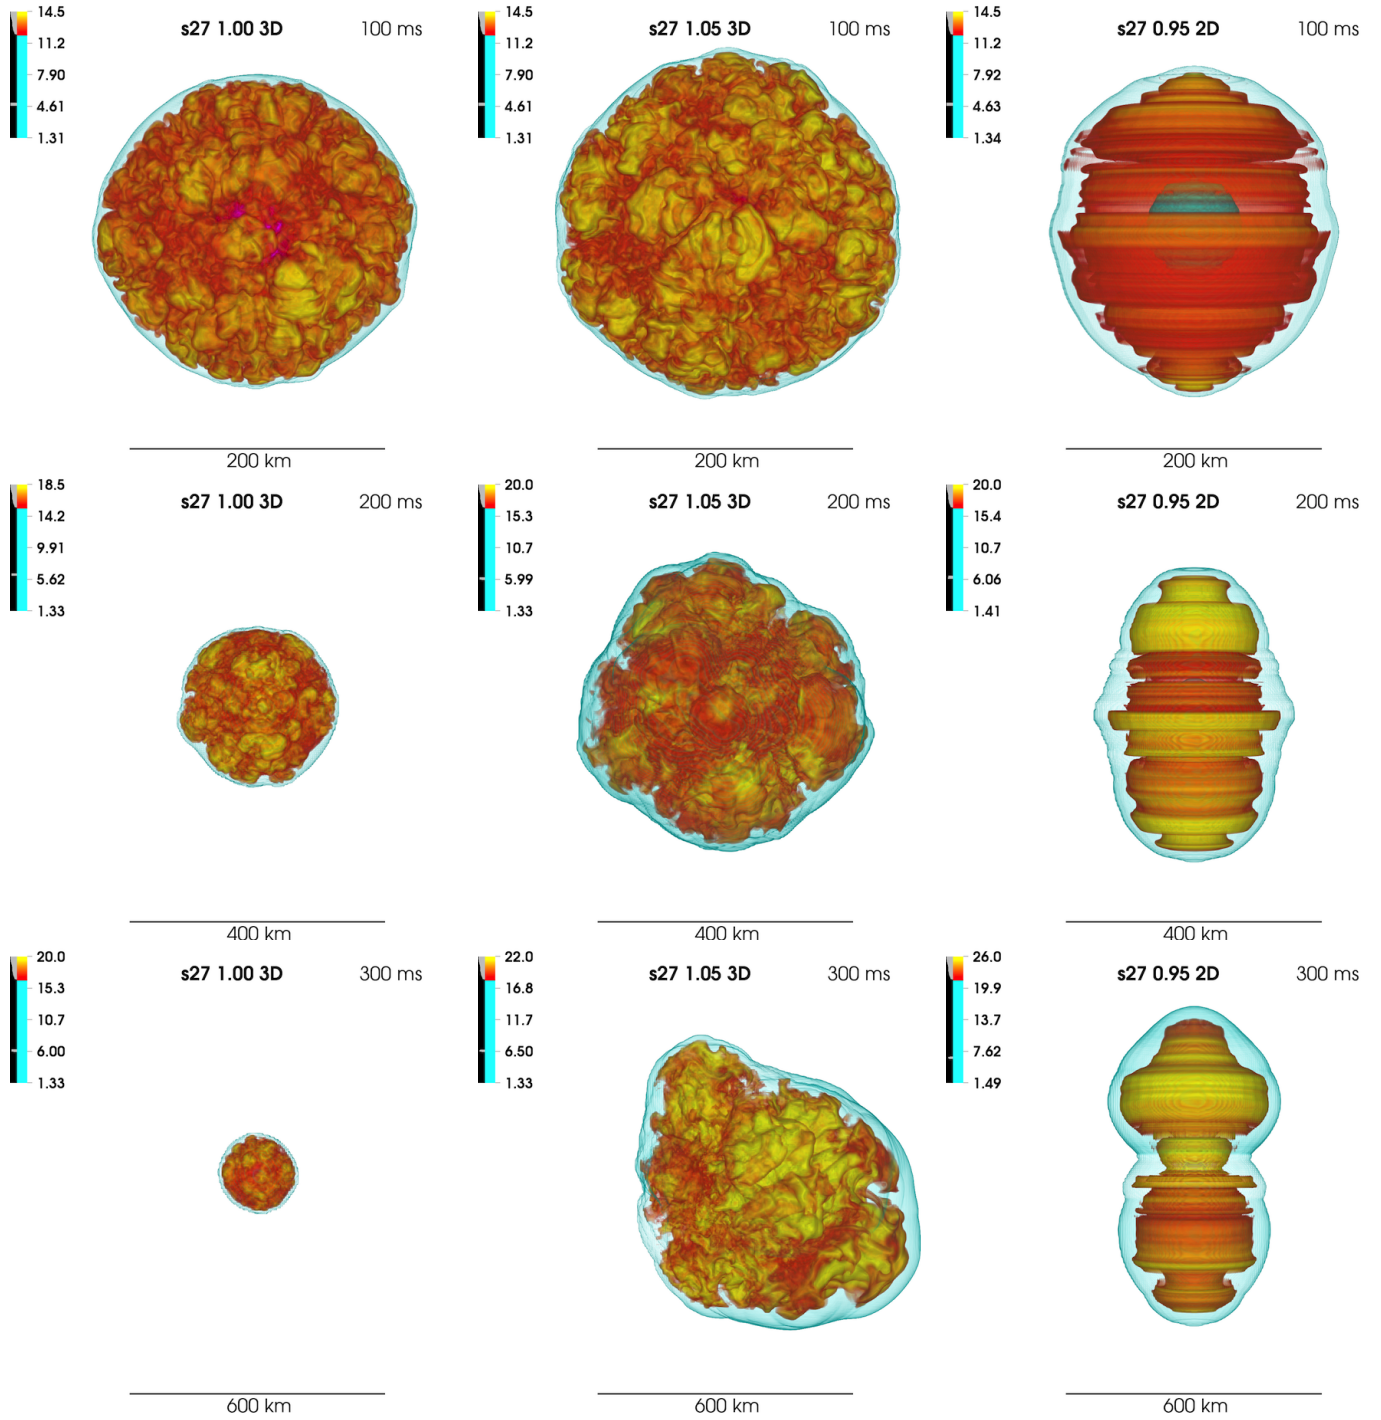 14.5
11.2
7.90
4.61
1.31
s27 1.00 3D
100 ms
200 km
14.5
11.2
7.90
4.61
1.31
s27 1.05 3D
100 ms
200 km
14.5
11.2
7.92
4.63
1.34
s27 0.95 2D
100 ms
200 km
18.5
14.2
9.91
5.62
1.33
s27 1.00 3D
200 ms
400 km
20.0
15.3
10.7
5.99
1.33
s27 1.05 3D
200 ms
400 km
20.0
15.4
10.7
6.06
1.41
s27 0.95 2D
200 ms
400 km
20.0
15.3
10.7
6.00
1.33
s27 1.00 3D
300 ms
600 km
22.0
16.8
11.7
6.50
1.33
s27 1.05 3D
300 ms
600 km
26.0
19.9
13.7
7.62
1.49
s27 0.95 2D
300 ms
600 km